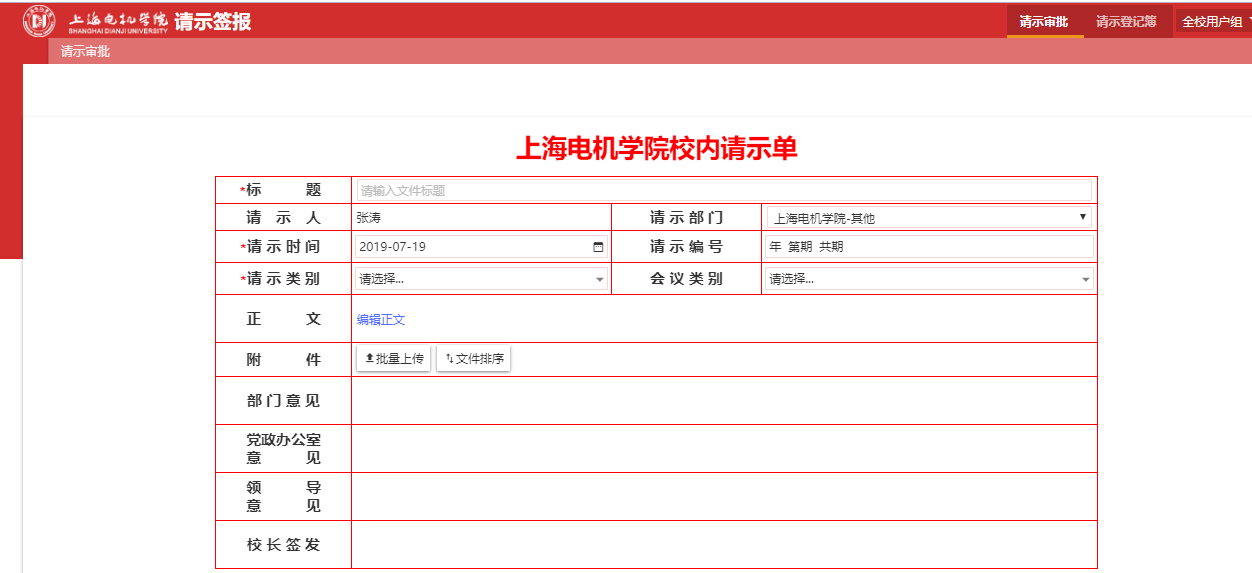 上海电机学院 请示签报 请示审批 请示登记簿 全校用户组
SHANGHAI DIANJI UNIVERSITY
请示审批
上海电机学院校内请示单
*标 题 请输入文件标题
请 示 人 张涛 请示部门 上海电机学院-其他
*请示时间 2019-07-19 请示编号 年 第期 共期
*请示类别 请选择... 会议类别 请选择...
正 文 编辑正文
附 件 批量上传 文件排序
部门意见
党政办公室
意 见
领 导
意 见
校长签发